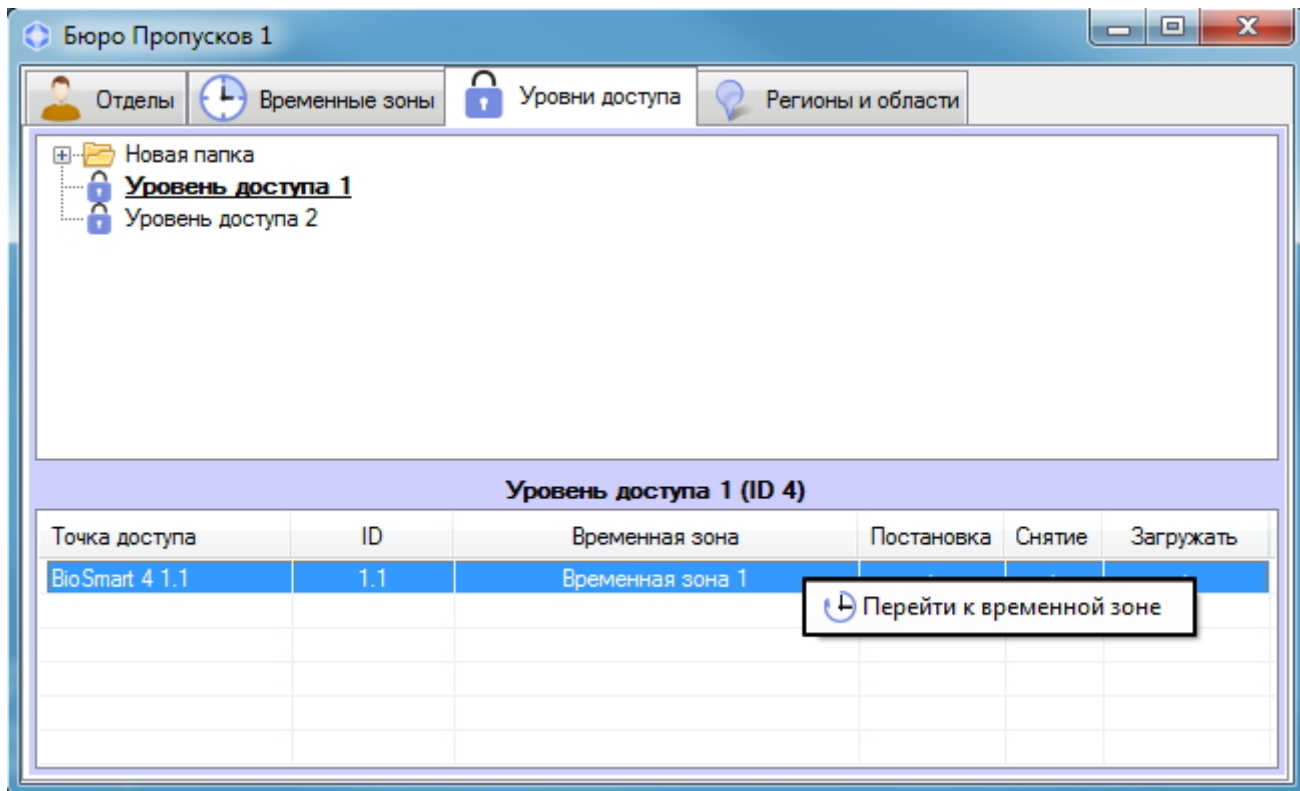 Бюро Пропусков 1
Отделы Временные зоны Уровни доступа Регионы и области
Новая папка
Уровень доступа 1
Уровень доступа 2
Уровень доступа 1 (ID 4)
Точка доступа ID Временная зона Постановка Снятие Загружать
BioSmart 4 1.1 1.1 Временная зона 1
Перейти к временной зоне